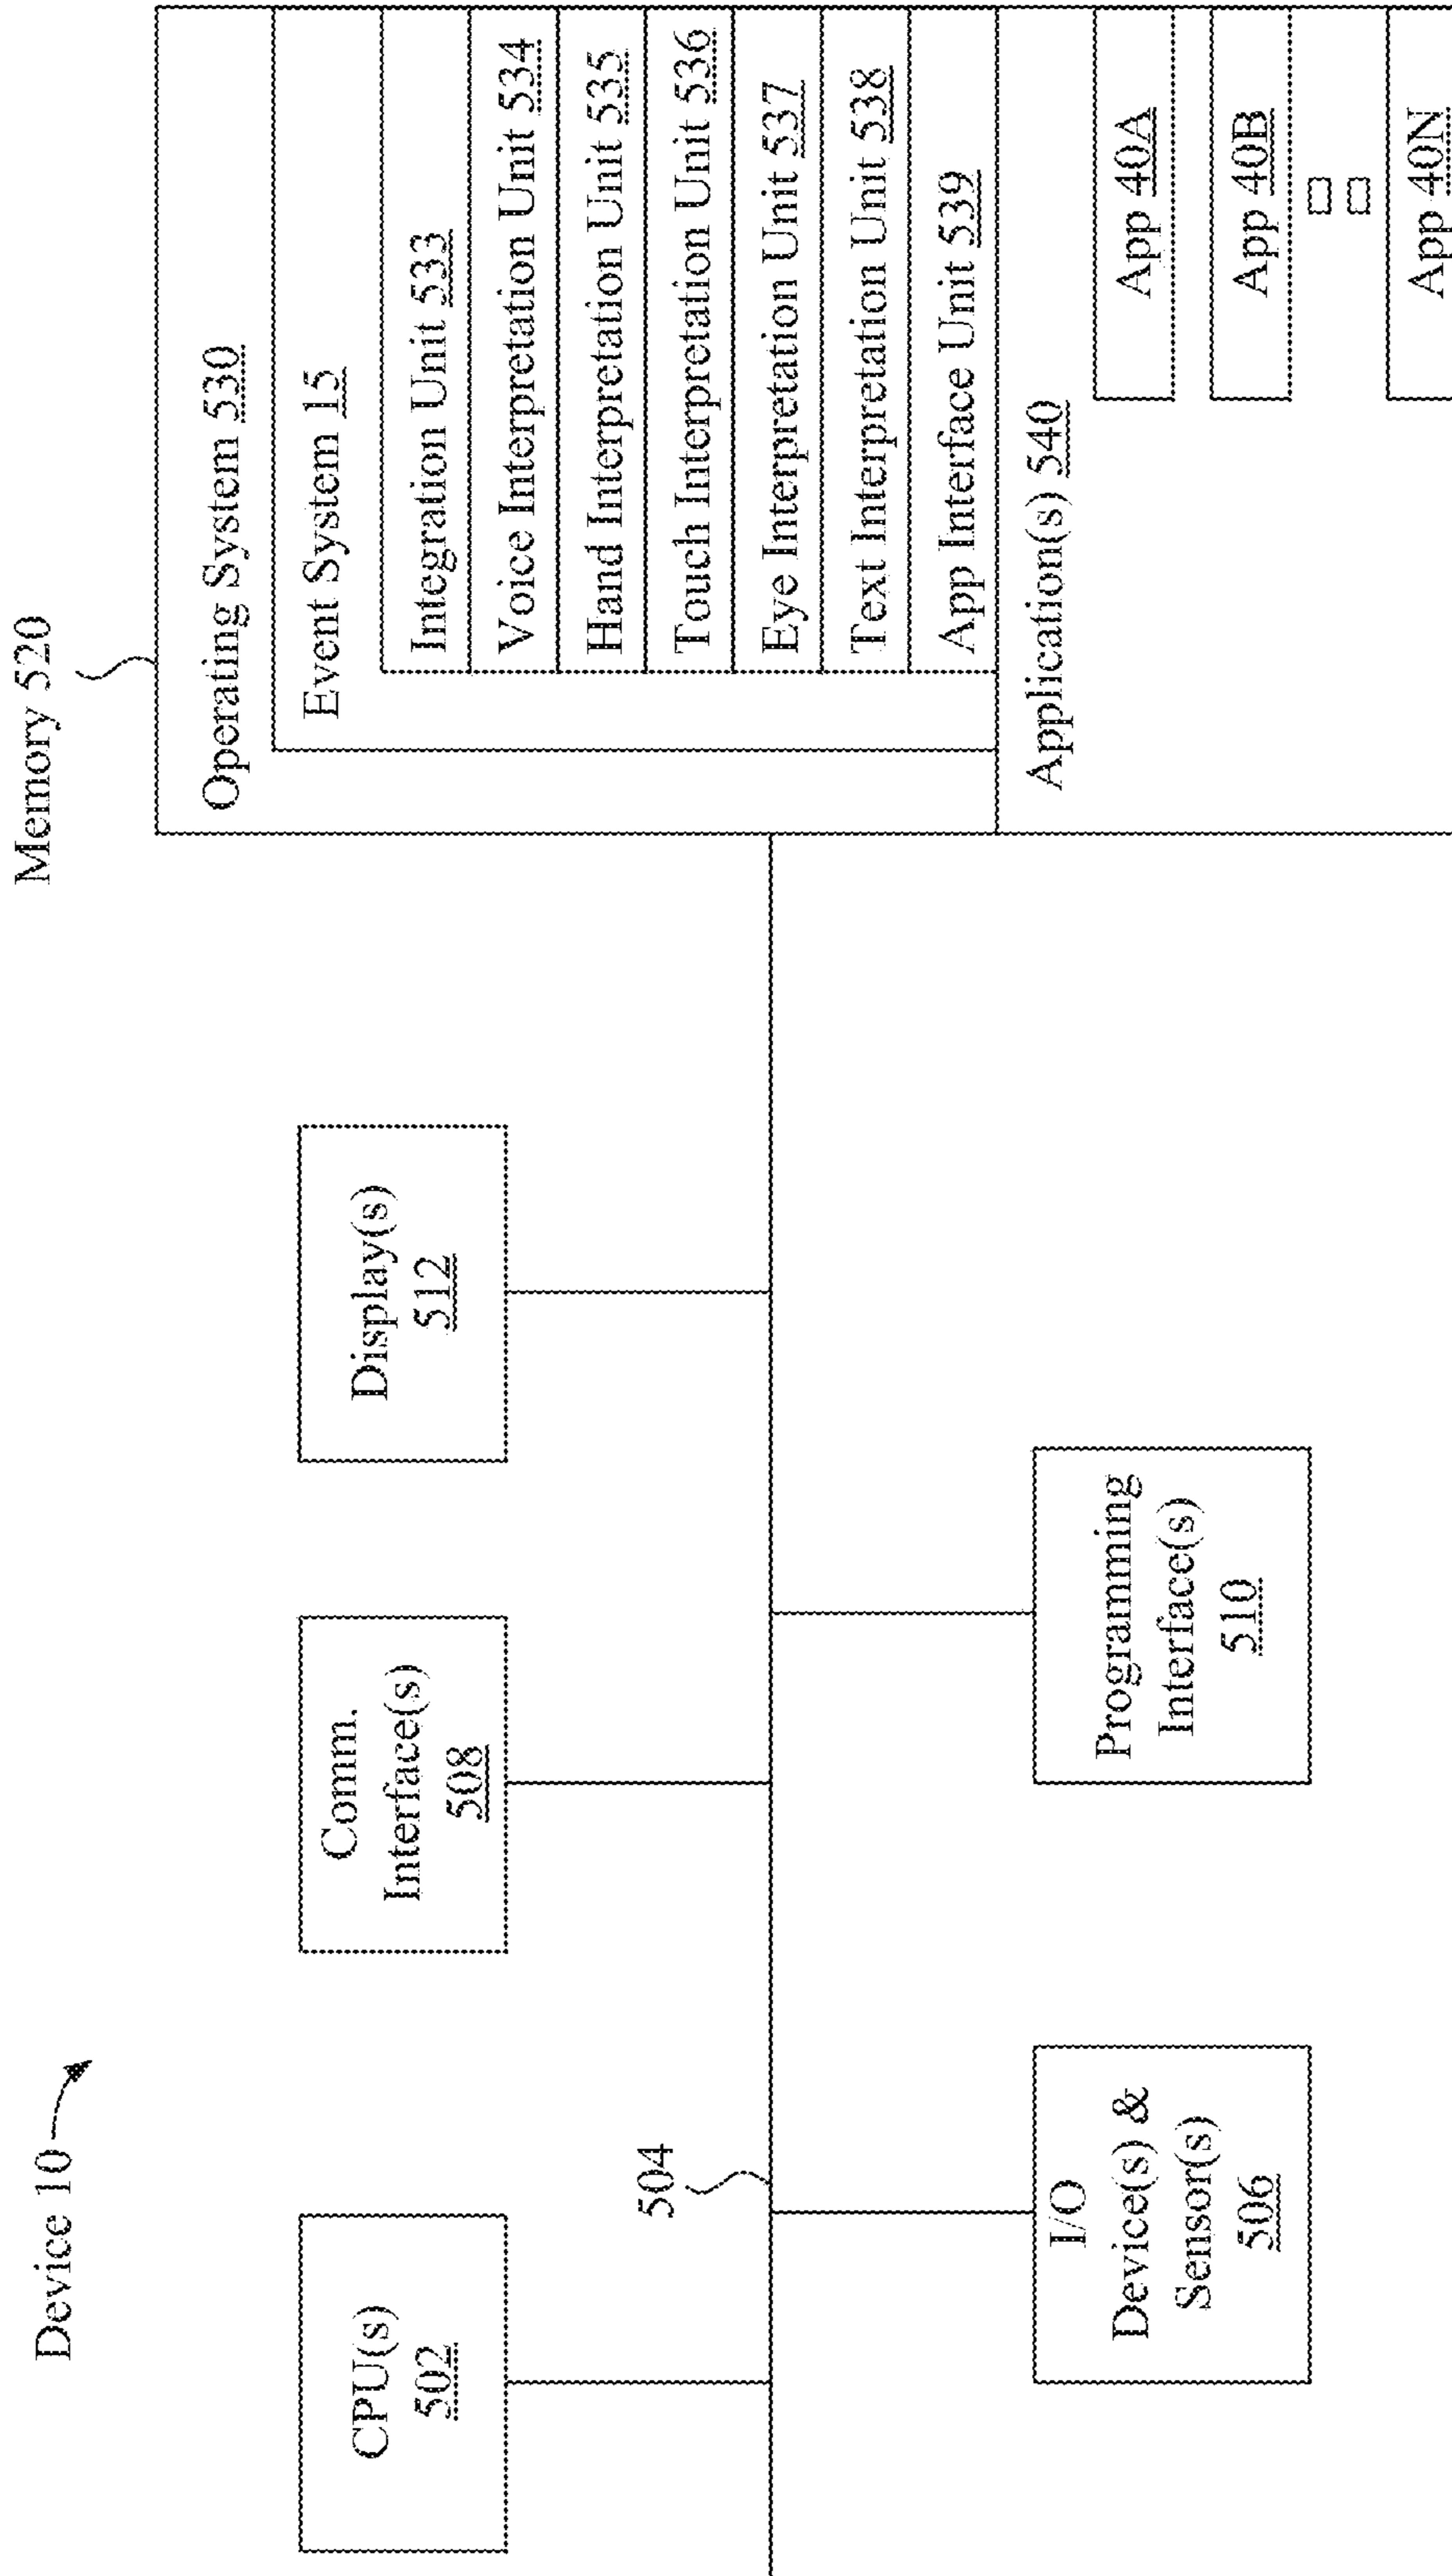 Device 10
Memory 520
CPU(s)
502
Comm.
Interface(s)
508
Display(s)
512
504
I/O
Device(s) &
Sensor(s)
506
Programming
Interface(s)
510
Operating System 530
Event System 15
Integration Unit 533
Voice Interpretation Unit 534
Hand Interpretation Unit 535
Touch Interpretation Unit 536
Eye Interpretation Unit 537
Text Interpretation Unit 538
App Interface Unit 539
Application(s) 540
App 40A
App 40B
App 40N